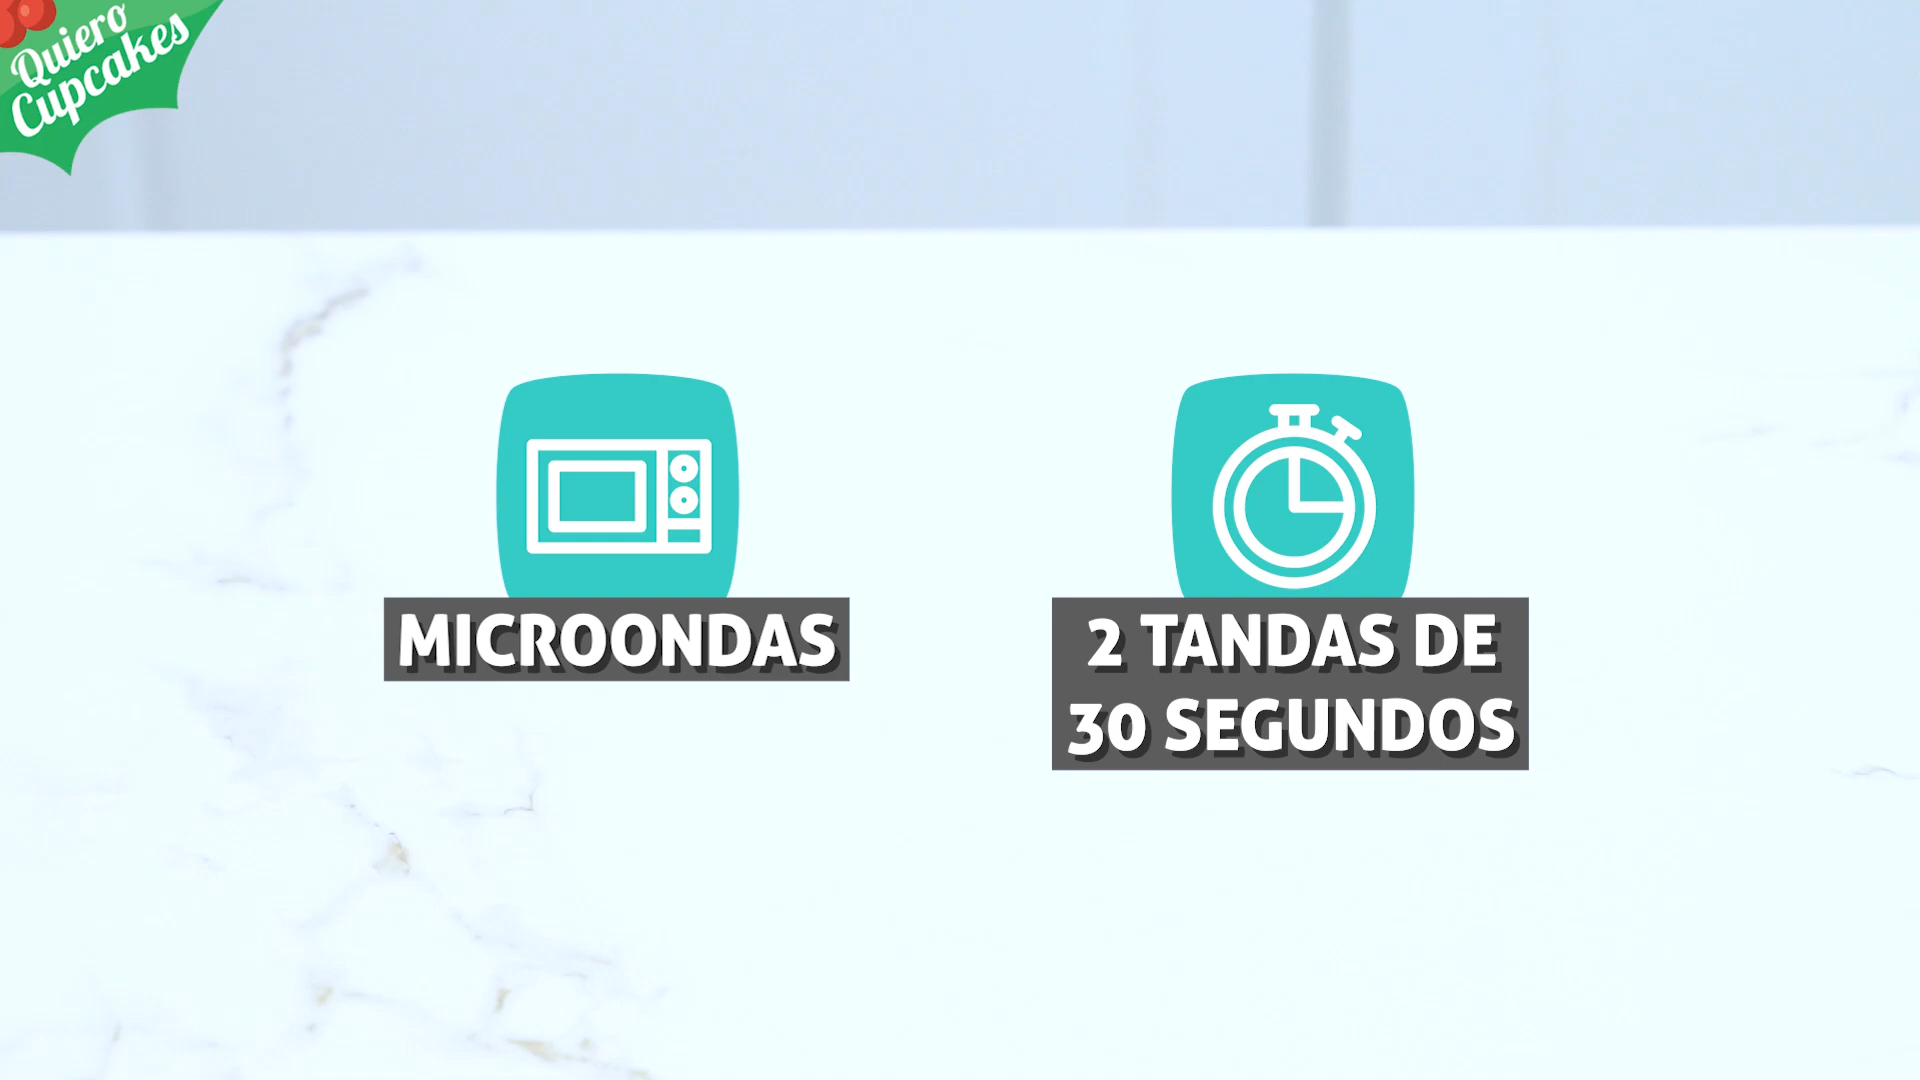 Quiero
Cupcakes
MICROONDAS
2 TANDAS DE
30 SEGUNDOS